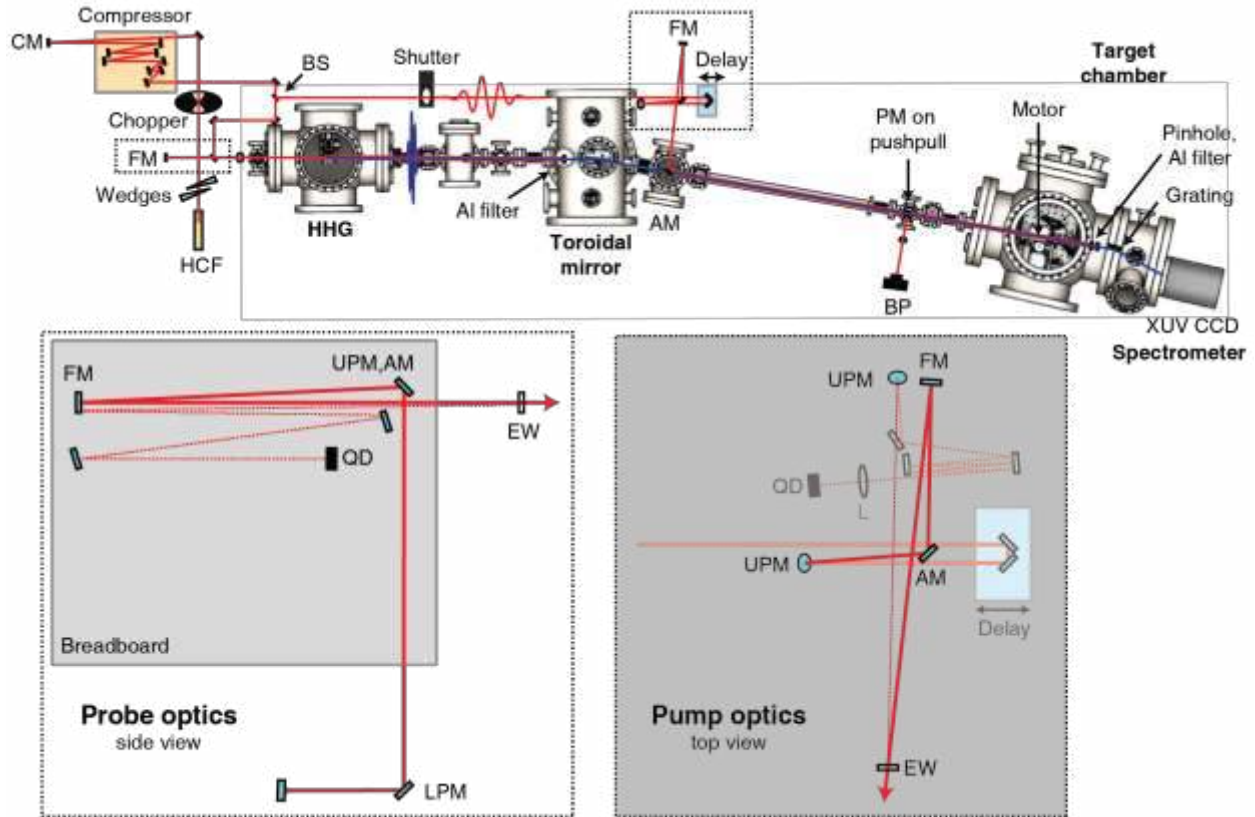 Compressor
CM
BS
Shutter
FM
Delay
Target
chamber
Chopper
FM
Wedges
HCF
HHG
Al filter
Toroidal
mirror
AM
PM on
pushpull
BP
Motor
Pinhole,
Al filter
Grating
XUV CCD
Spectrometer
FM
UPM,AM
EW
QD
Breadboard
Probe optics
side view
LPM
UPM
FM
QD
L
UPM
AM
Delay
Pump optics
top view
EW